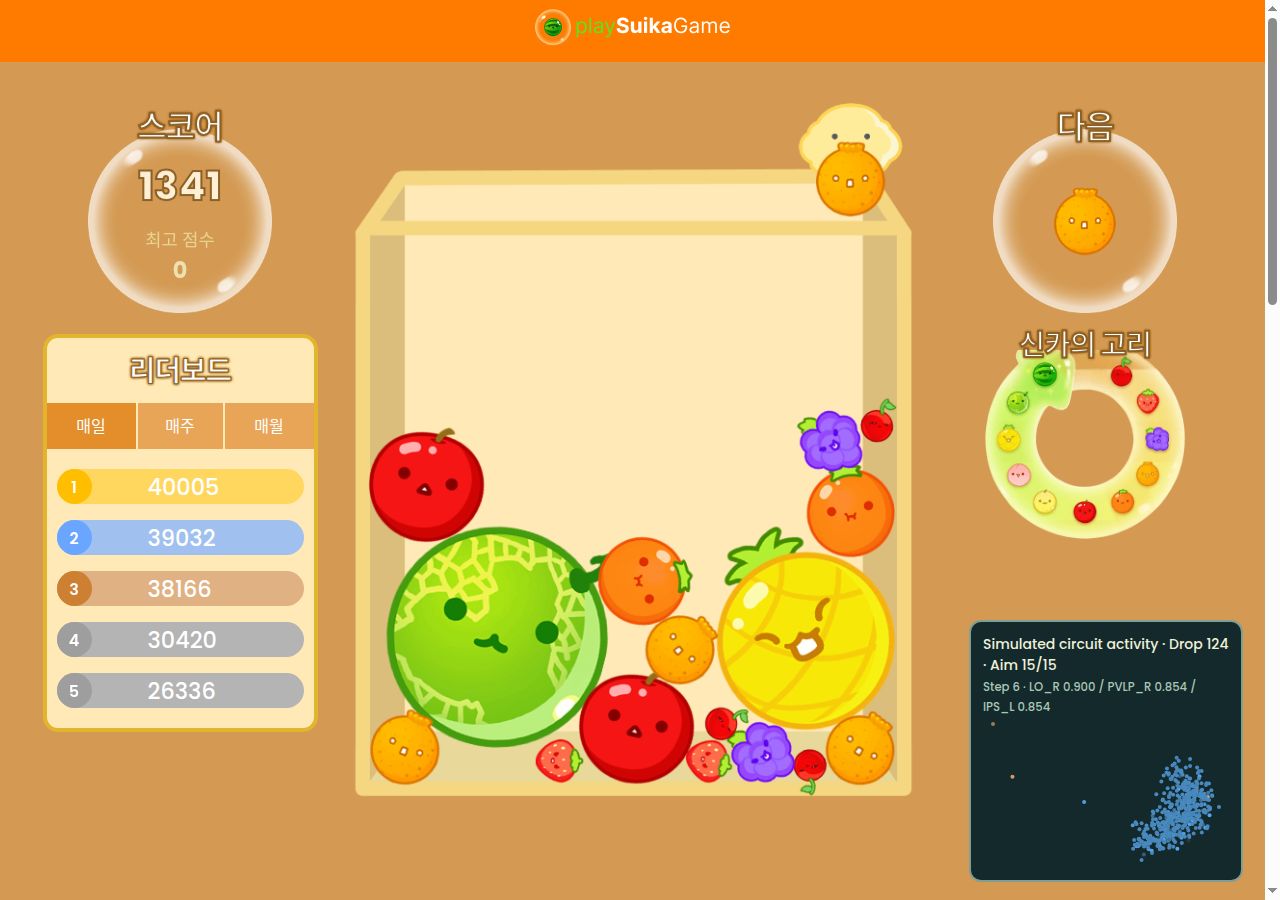 playSuikaGame
스코어
1341
최고 점수
0
다음
신카의 고리
리더보드
매일 매주 매월
1 40005
2 39032
3 38166
4 30420
5 26336
Simulated circuit activity · Drop 124
· Aim 15/15
Step 6 · LO_R 0.900 / PVLP_R 0.854 /
IPS_L 0.854